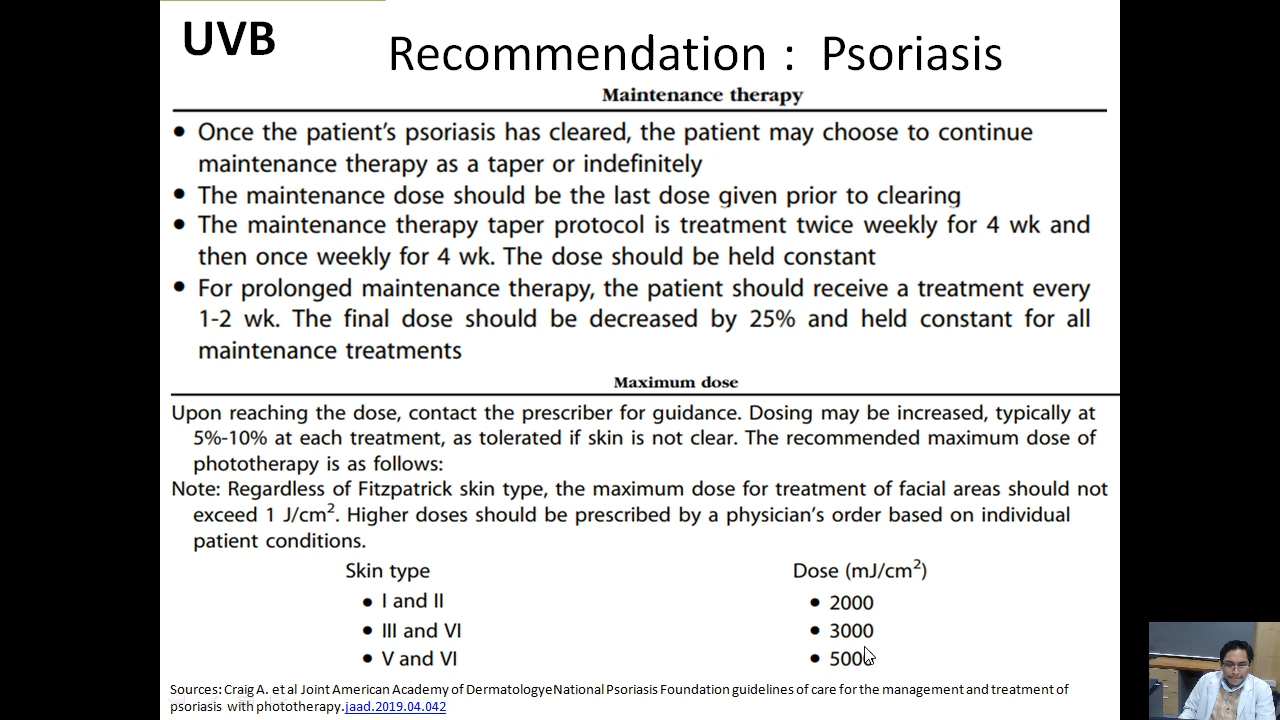 UVB
Recommendation : Psoriasis
Maintenance therapy
• Once the patient's psoriasis has cleared, the patient may choose to continue
maintenance therapy as a taper or indefinitely
• The maintenance dose should be the last dose given prior to clearing
• The maintenance therapy taper protocol is treatment twice weekly for 4 wk and
then once weekly for 4 wk. The dose should be held constant
• For prolonged maintenance therapy, the patient should receive a treatment every
1-2 wk. The final dose should be decreased by 25% and held constant for all
maintenance treatments
Maximum dose
Upon reaching the dose, contact the prescriber for guidance. Dosing may be increased, typically at
5%-10% at each treatment, as tolerated if skin is not clear. The recommended maximum dose of
phototherapy is as follows:
Note: Regardless of Fitzpatrick skin type, the maximum dose for treatment of facial areas should not
exceed 1 J/cm². Higher doses should be prescribed by a physician's order based on individual
patient conditions.
Skin type Dose (mJ/cm²)
• I and II • 2000
• III and VI • 3000
• V and VI • 5000
Sources: Craig A. et al Joint American Academy of DermatologyeNational Psoriasis Foundation guidelines of care for the management and treatment of
psoriasis with phototherapy.jaad.2019.04.042